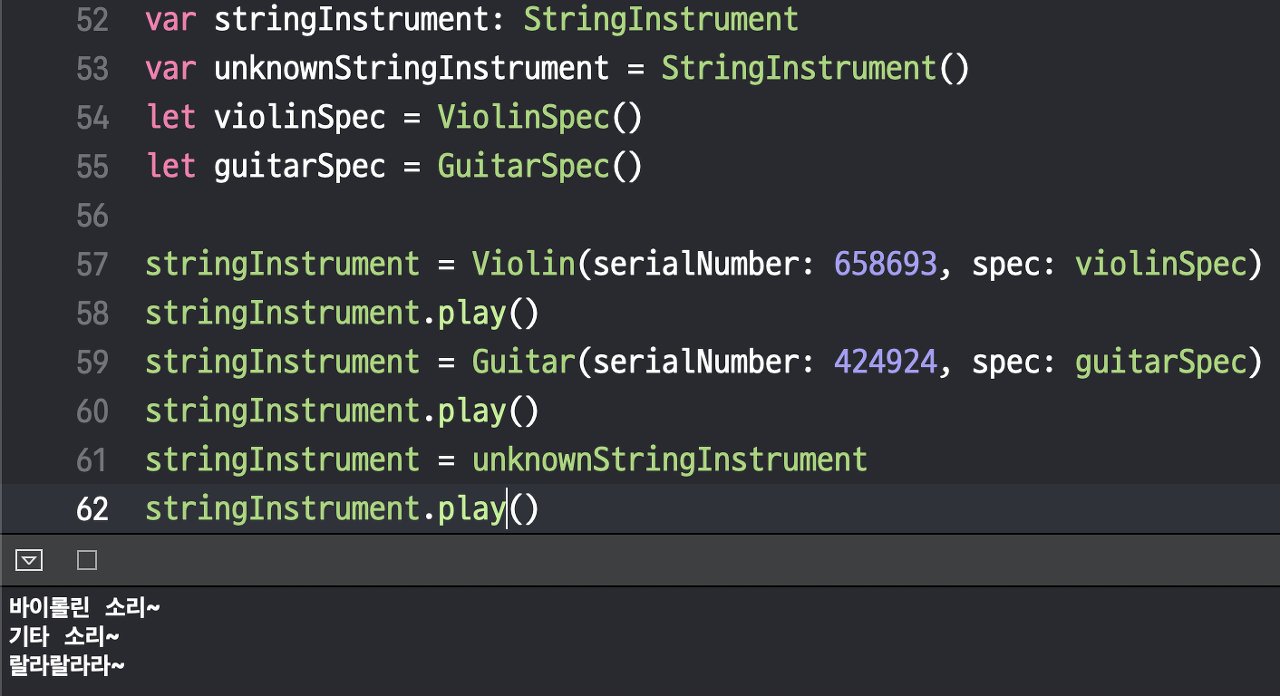 52 var stringInstrument: StringInstrument
53 var unknownStringInstrument = StringInstrument()
54 let violinSpec = ViolinSpec()
55 let guitarSpec = GuitarSpec()
56
57 stringInstrument = Violin(serialNumber: 658693, spec: violinSpec)
58 stringInstrument.play()
59 stringInstrument = Guitar(serialNumber: 424924, spec: guitarSpec)
60 stringInstrument.play()
61 stringInstrument = unknownStringInstrument
62 stringInstrument.play()
바이롤린 소리~
기타 소리~
랄라랄라라~